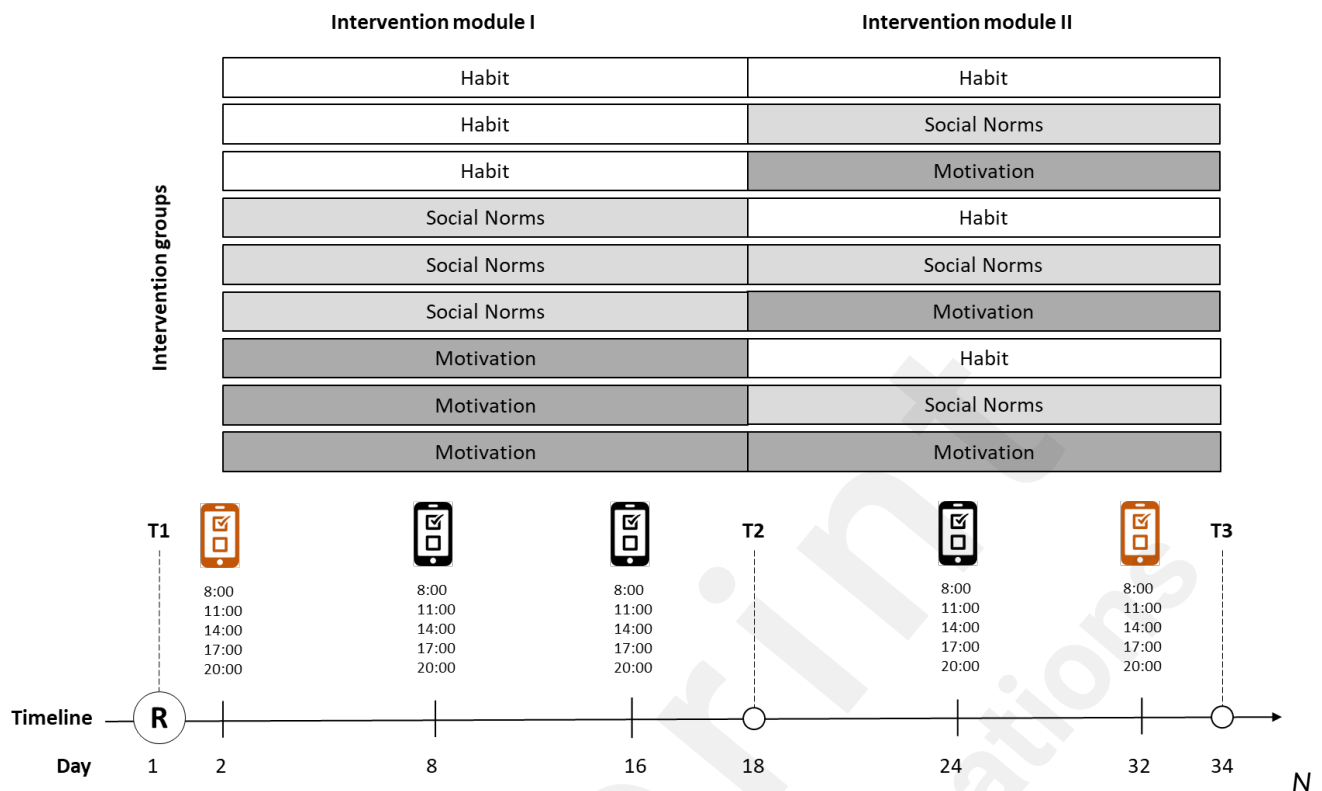 Intervention module I Intervention module II
Intervention groups
Habit Habit
Habit Social Norms
Habit Motivation
Social Norms Habit
Social Norms Social Norms
Social Norms Motivation
Motivation Habit
Motivation Social Norms
Motivation Motivation
T1 T2 T3
8:00 8:00 8:00 8:00 8:00
11:00 11:00 11:00 11:00 11:00
14:00 14:00 14:00 14:00 14:00
17:00 17:00 17:00 17:00 17:00
20:00 20:00 20:00 20:00 20:00
Timeline R
Day 1 2 8 16 18 24 32 34
N
rint
ations